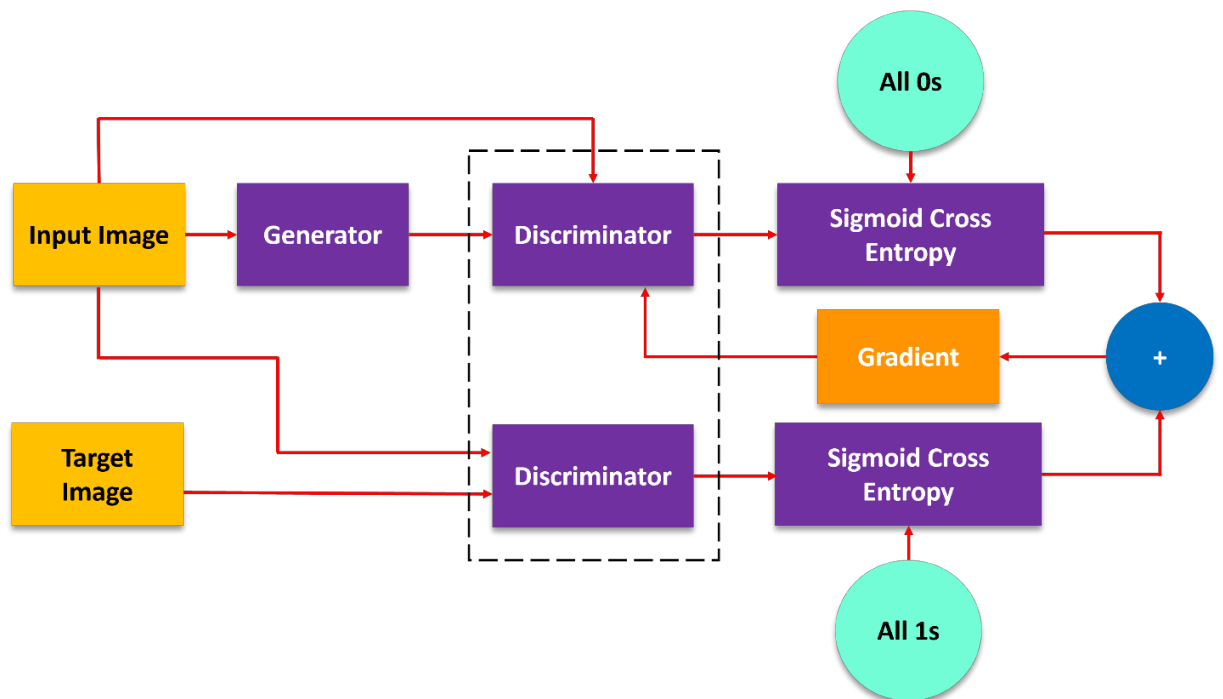 All 0s
Input Image
Generator
Discriminator
Sigmoid Cross
Entropy
Gradient
+
Target
Image
Discriminator
Sigmoid Cross
Entropy
All 1s